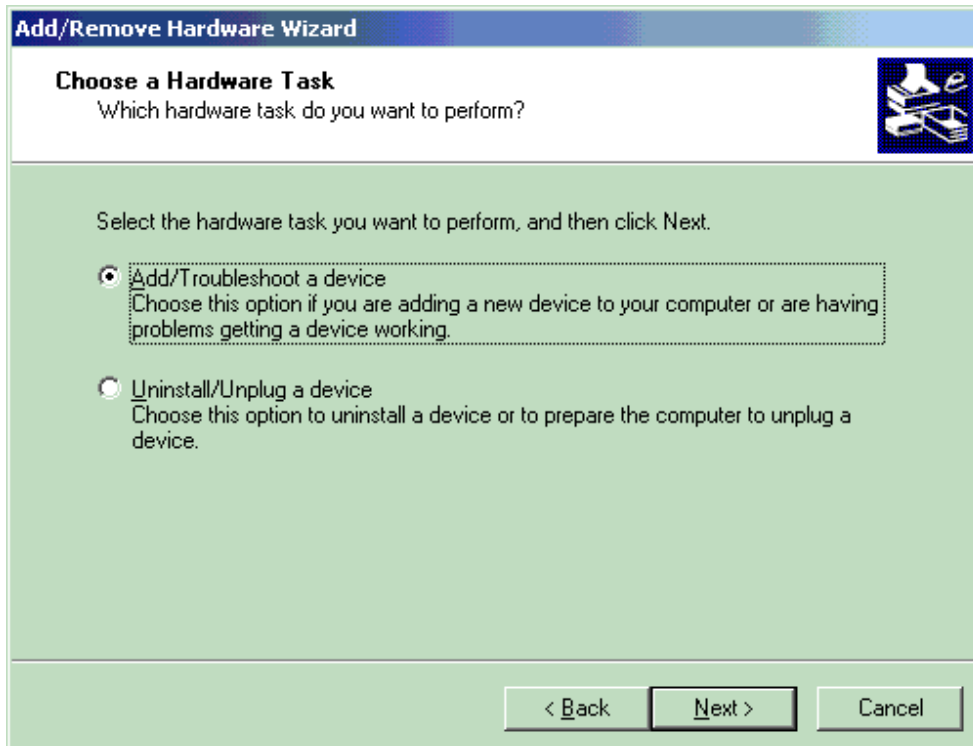 Add/Remove Hardware Wizard
Choose a Hardware Task
Which hardware task do you want to perform?
Select the hardware task you want to perform, and then click Next.
Add/Troubleshoot a device
Choose this option if you are adding a new device to your computer or are having
problems getting a device working.
Uninstall/Unplug a device
Choose this option to uninstall a device or to prepare the computer to unplug a
device.
< Back
Next >
Cancel